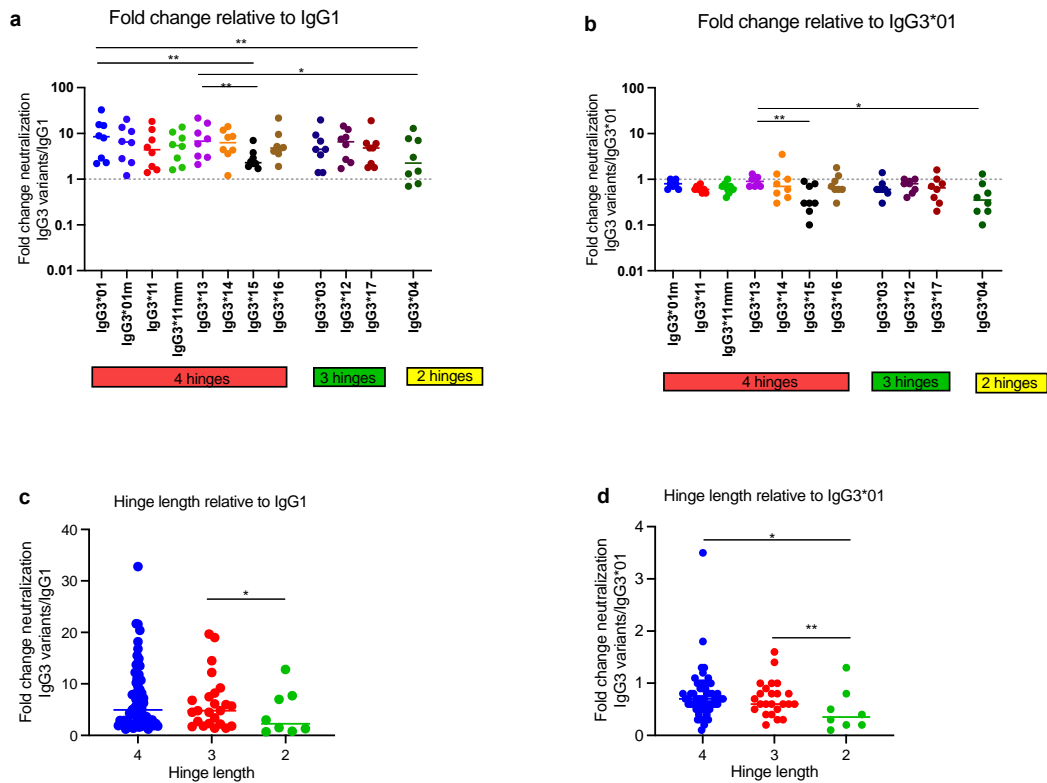 a
Fold change relative to IgG1
**
**
*
**
Fold change neutralization
IgG3 variants/IgG1
100
10
1
0.1
0.01
IgG3*01
IgG3*01m
IgG3*11
IgG3*11mm
IgG3*13
IgG3*14
IgG3*15
IgG3*16
IgG3*03
IgG3*12
IgG3*17
IgG3*04
4 hinges
3 hinges
2 hinges
b
Fold change relative to IgG3*01
*
**
Fold change neutralization
IgG3 variants/IgG3*01
100
10
1
0.1
0.01
IgG3*01m
IgG3*11
IgG3*11mm
IgG3*13
IgG3*14
IgG3*15
IgG3*16
IgG3*03
IgG3*12
IgG3*17
IgG3*04
4 hinges
3 hinges
2 hinges
c
Hinge length relative to IgG1
*
Fold change neutralization
IgG3 variants/IgG1
40
30
20
10
0
4 3 2
Hinge length
d
Hinge length relative to IgG3*01
*
**
Fold change neutralization
IgG3 variants/IgG3*01
4
3
2
1
0
4 3 2
Hinge length